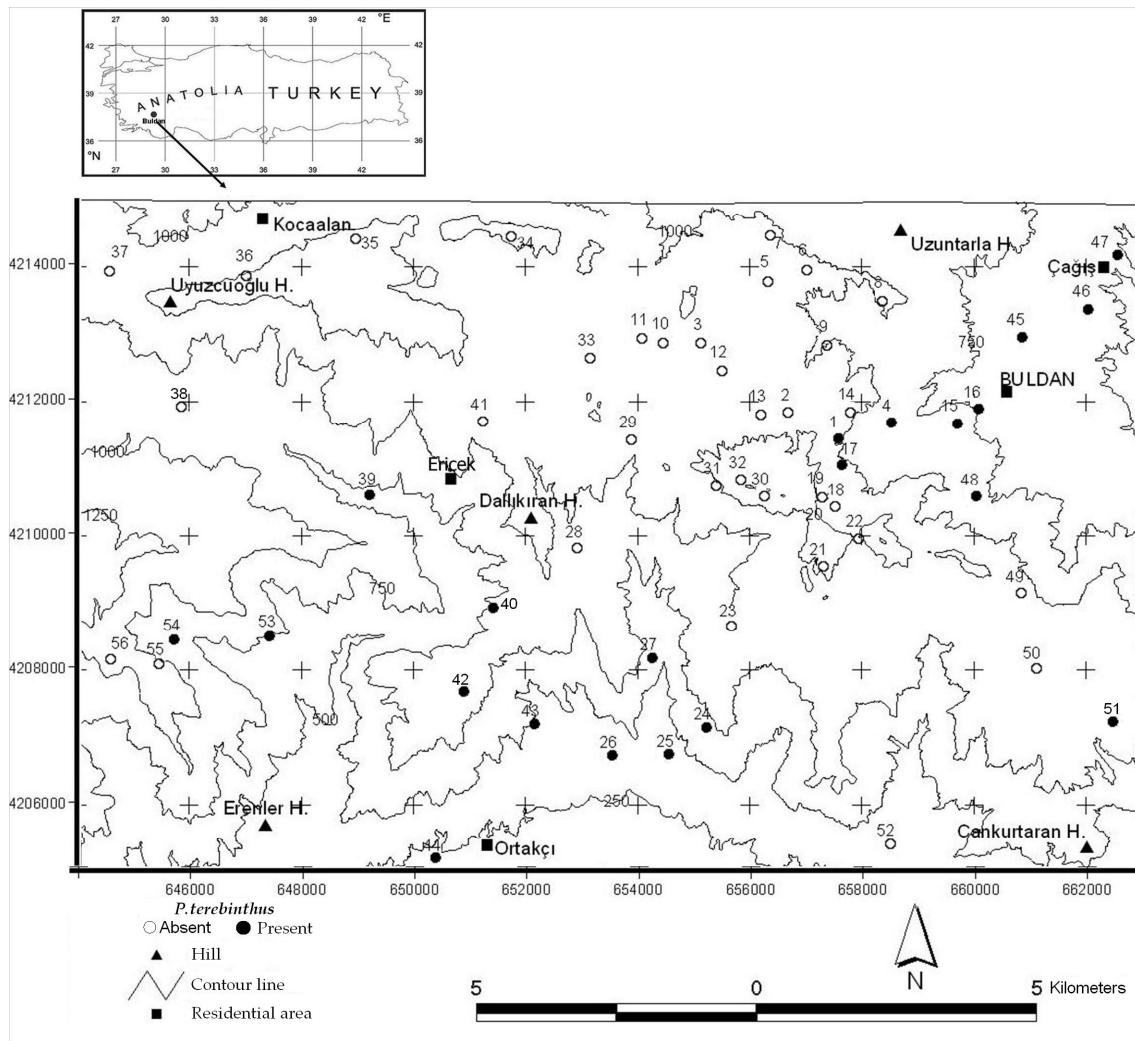 27 30 33 36 39 42 °E
42 42
39 ANATOLIA TURKEY 39
Buldan
36 36
°N
27 30 33 36 39 42
1000
Kocaalan
35
34
1000
7
6
Uzuntarla H.
47
4214000
37
36
5
Çağış
Uyuzcuoğlu H.
8
46
33
11 10 3
12
9
45
750
BULDAN
4212000
38
41
29
13 2 14
4
15
16
1
17
1000
Eriçek
39
31 32 30
19
18
48
1250
Dallıkıran H.
20
4210000
28
22
21
750
40
49
54
53
23
56
55
27
50
4208000
42
43
24
51
500
26
25
4206000
Erenler H.
250
52
Cankurtaran H.
44
Ortakçı
646000 648000 650000 652000 654000 656000 658000 660000 662000
P.terebinthus
Absent Present
Hill
Contour line
Residential area
N
5 0 5 Kilometers